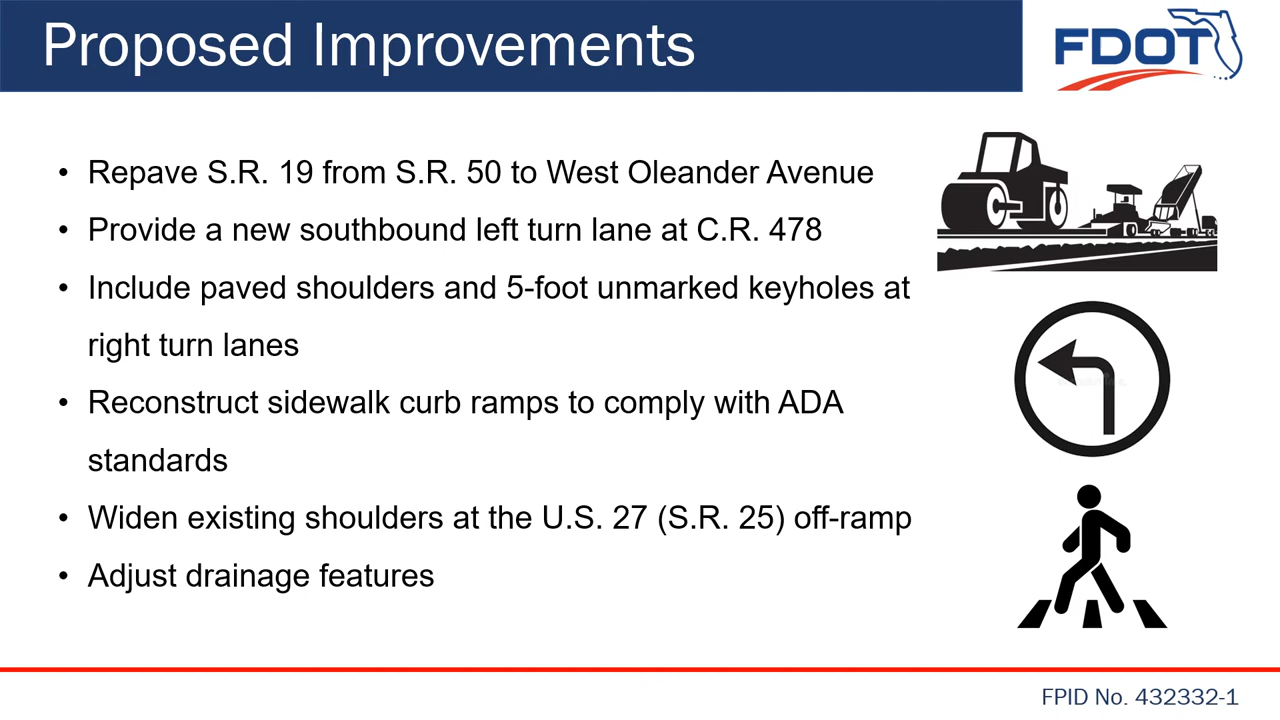 Proposed Improvements
FDOT
• Repave S.R. 19 from S.R. 50 to West Oleander Avenue
• Provide a new southbound left turn lane at C.R. 478
• Include paved shoulders and 5-foot unmarked keyholes at
right turn lanes
• Reconstruct sidewalk curb ramps to comply with ADA
standards
• Widen existing shoulders at the U.S. 27 (S.R. 25) off-ramp
• Adjust drainage features
FPID No. 432332-1